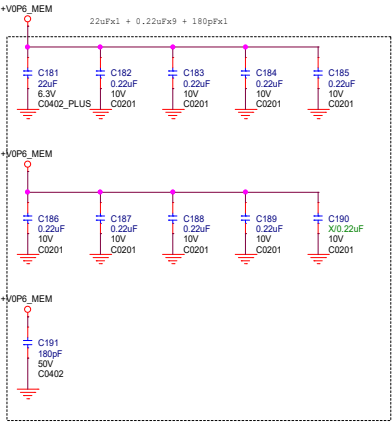 +V0P6_MEM
22uFx1 + 0.22uFx9 + 180pFx1
C181
22uF
6.3V
C0402_PLUS
C182
0.22uF
10V
C0201
C183
0.22uF
10V
C0201
C184
0.22uF
10V
C0201
C185
0.22uF
10V
C0201
+V0P6_MEM
C186
0.22uF
10V
C0201
C187
0.22uF
10V
C0201
C188
0.22uF
10V
C0201
C189
0.22uF
10V
C0201
C190
X/0.22uF
10V
C0201
+V0P6_MEM
C191
180pF
50V
C0402